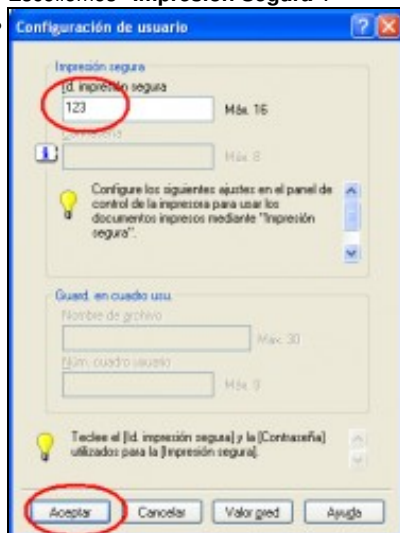 Escollemos "Impresión segura".
Configuración de usuario
Impresión segura
Id. impresión segura
123
Máx. 16
Contraseña
Máx. 8
Configure los siguientes ajustes en el panel de
control de la impresora para usar los
documentos impresos mediante "Impresión
segura".
Guard. en cuadro usu.
Nombre de archivo
Máx. 30
Núm. cuadro usuario
Máx. 9
Teclee el [Id. impresión segura] y la [Contraseña]
utilizados para la [Impresión segura].
Aceptar
Cancelar
Valor pred
Ayuda